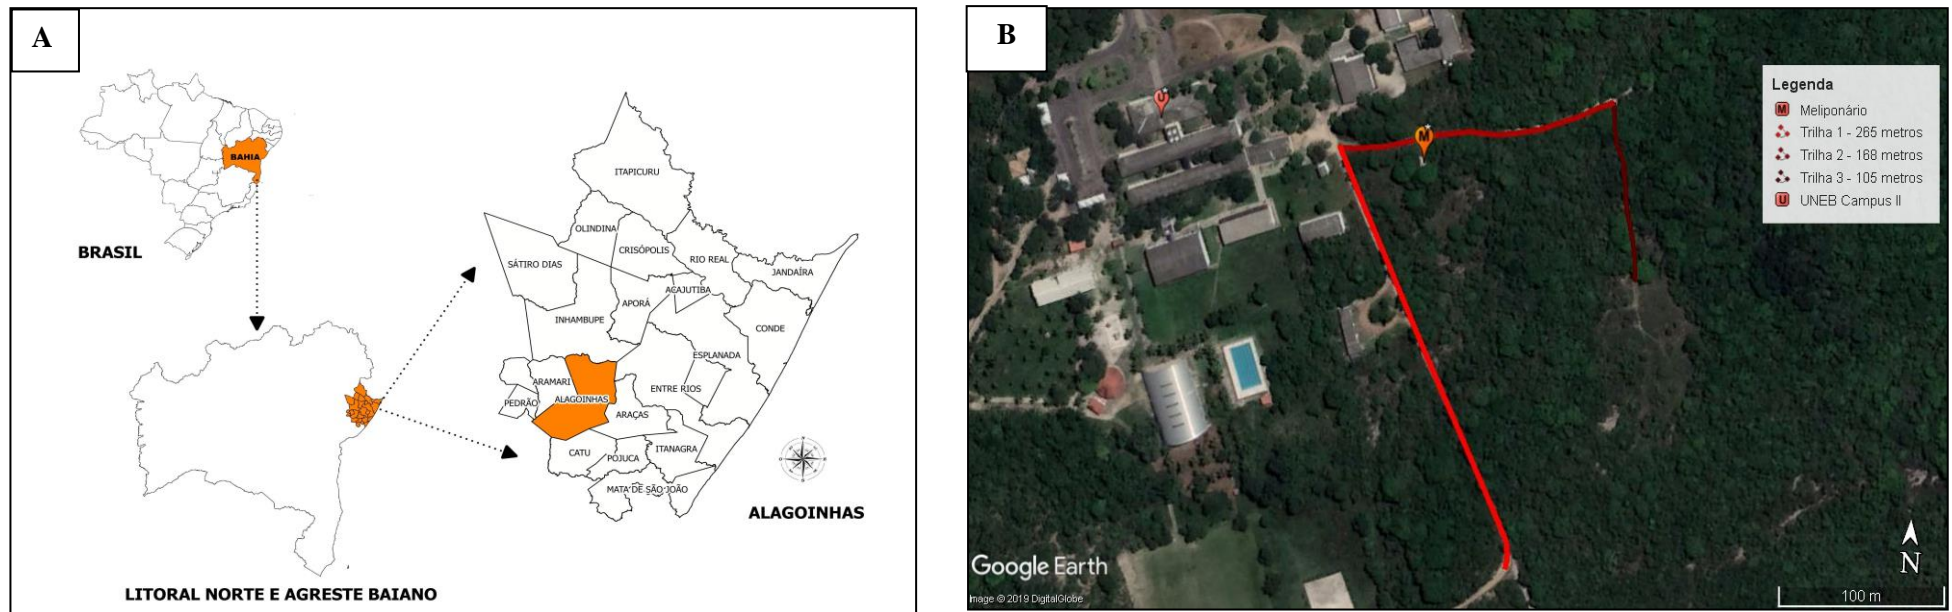 A
BAHIA
BRASIL
ITAPICURU
OLINDINA
CRISÓPOLIS
SÁTIRO DIAS
RIO REAL
JANDAÍRA
ACAJUTIBA
APORÁ
INHAMBUPE
CONDE
ESPLANADA
ARAMARI
ENTRE RIOS
PEDRÃO
ALAGOINHAS
ARAÇAS
CATU
POJUCA
ITANAGRA
MATA DE SÃO JOÃO
ALAGOINHAS
LITORAL NORTE E AGRESTE BAIANO
B
U
M
Legenda
M Meliponário
Trilha 1 - 265 metros
Trilha 2 - 168 metros
Trilha 3 - 105 metros
U UNEB Campus II
Google Earth
Image © 2019 DigitalGlobe
N
100 m